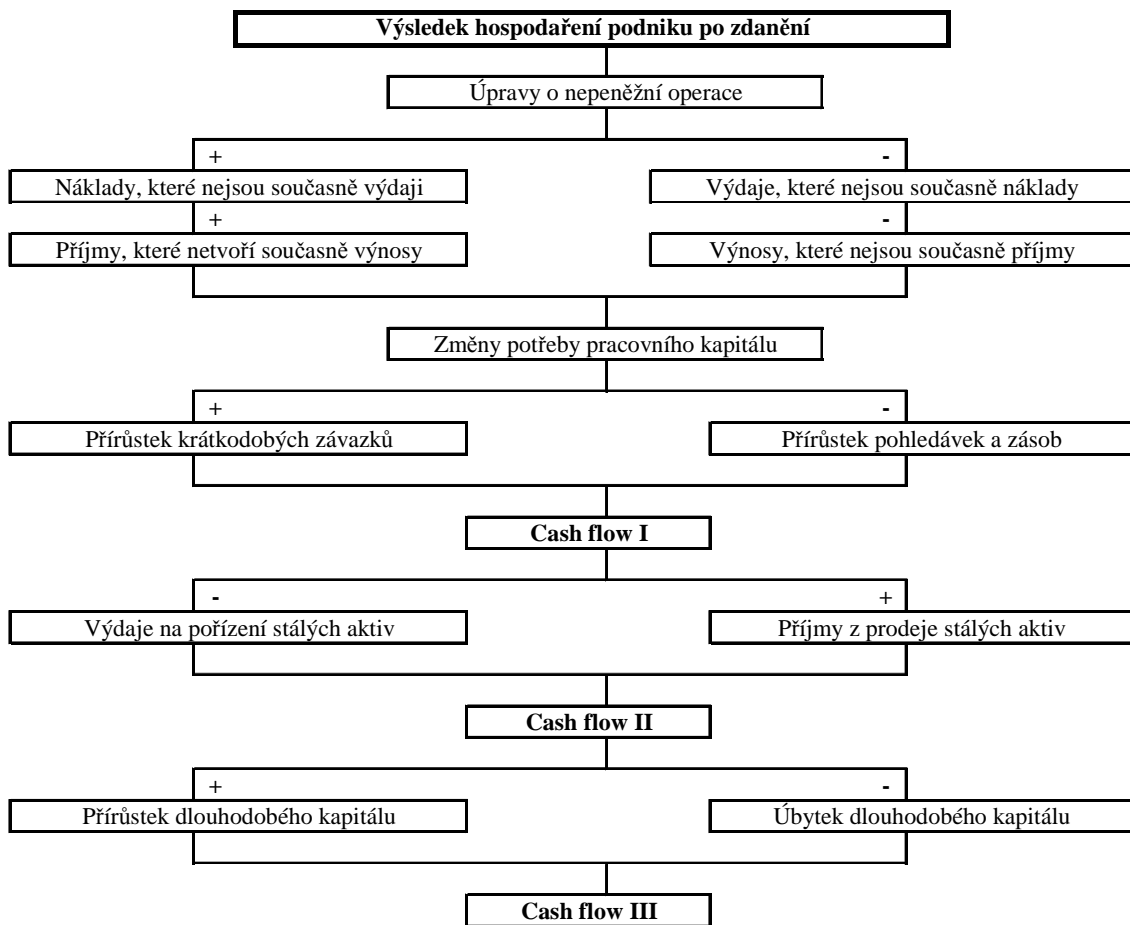 Výsledek hospodaření podniku po zdanění
Úpravy o nepeněžní operace
+ -
Náklady, které nejsou současně výdaji Výdaje, které nejsou současně náklady
+ -
Příjmy, které netvoří současně výnosy Výnosy, které nejsou současně příjmy
Změny potřeby pracovního kapitálu
+ -
Přírůstek krátkodobých závazků Přírůstek pohledávek a zásob
Cash flow I
- +
Výdaje na pořízení stálých aktiv Příjmy z prodeje stálých aktiv
Cash flow II
+ -
Přírůstek dlouhodobého kapitálu Úbytek dlouhodobého kapitálu
Cash flow III